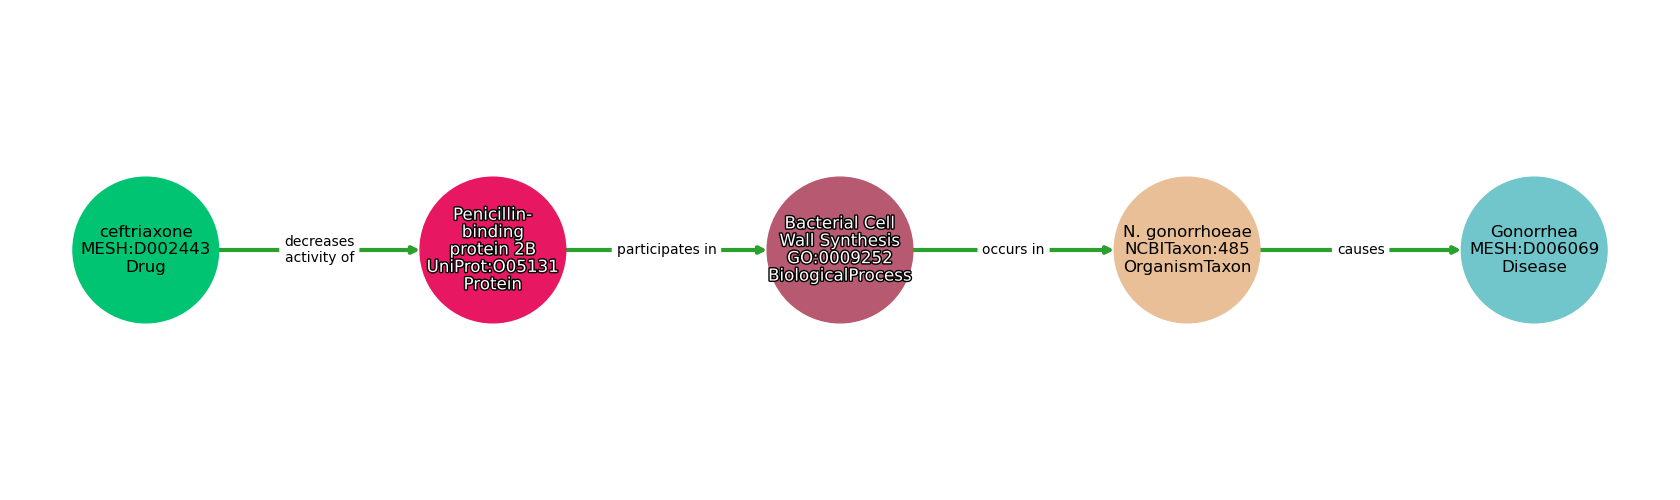 ceftriaxone
MESH:D002443
Drug
decreases
activity of
Penicillin-
binding
protein 2B
UniProt:O05131
Protein
participates in
Bacterial Cell
Wall Synthesis
GO:0009252
BiologicalProcess
occurs in
N. gonorrhoeae
NCBITaxon:485
OrganismTaxon
causes
Gonorrhea
MESH:D006069
Disease